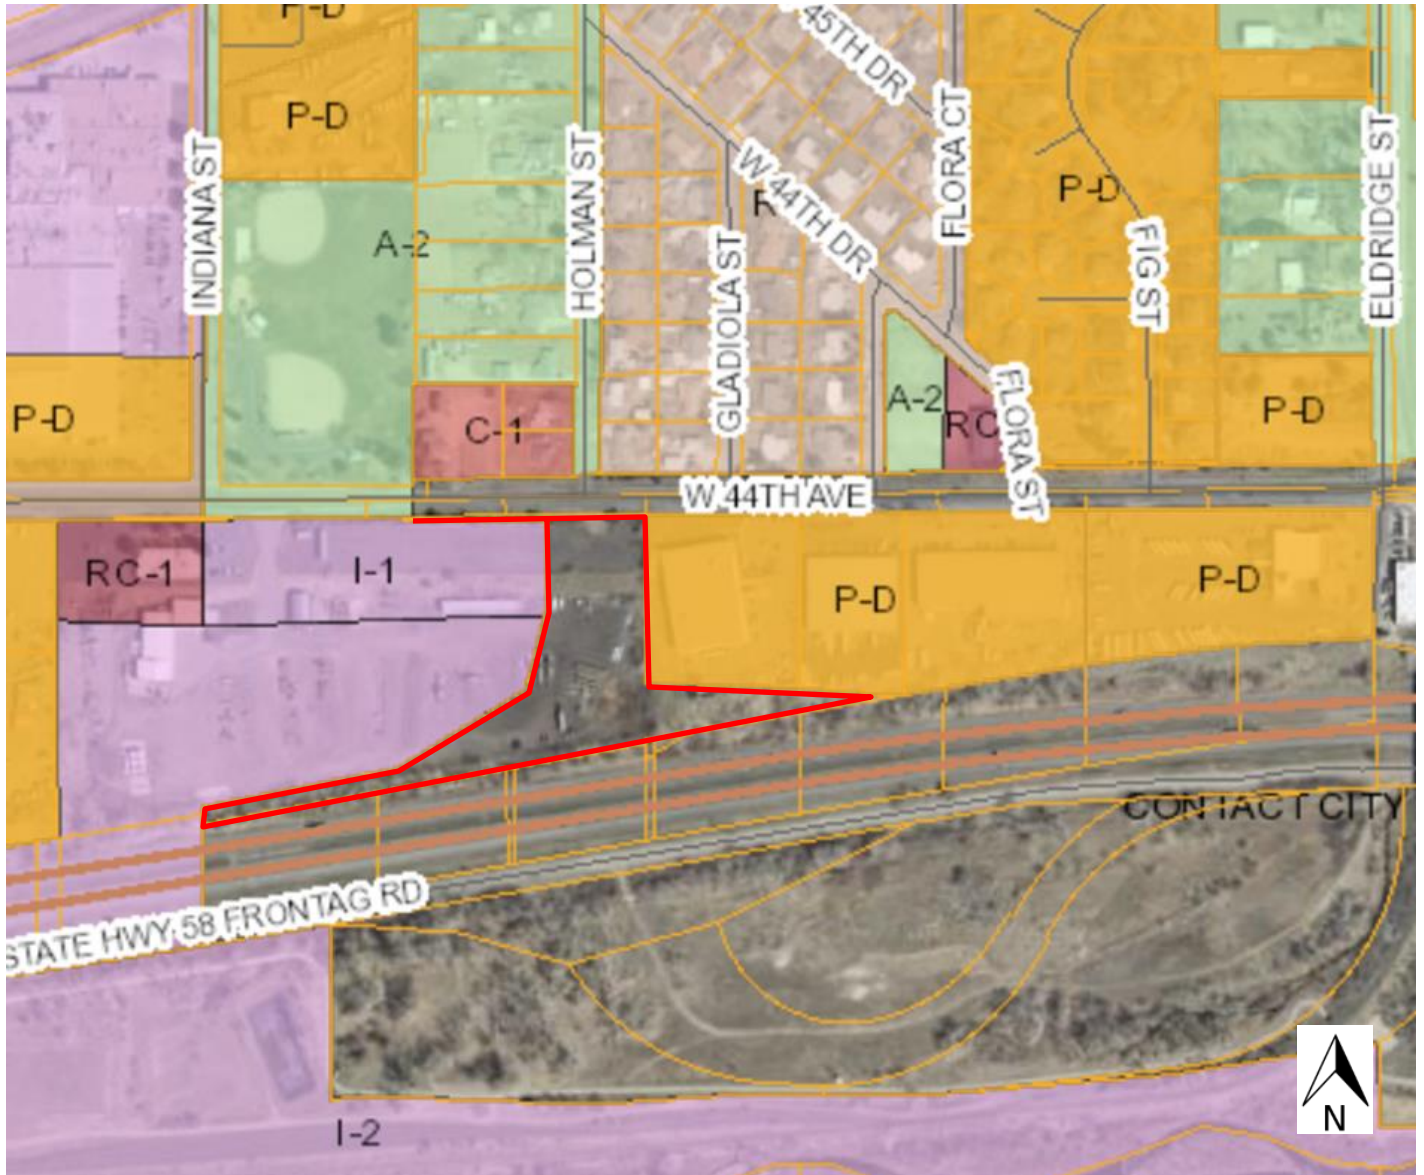 P-D
W 45TH DR
P-D
INDIANA ST
HOLMAN ST
FLORA CT
ELDRIDGE ST
W 44TH DR
P-D
R
A-2
GLADIOLA ST
FIG ST
P-D
C-1
A-2
RC
FLORA ST
P-D
W 44TH AVE
RC-1
I-1
P-D
P-D
CONTACT CITY
STATE HWY 58 FRONTAG RD
I-2
N